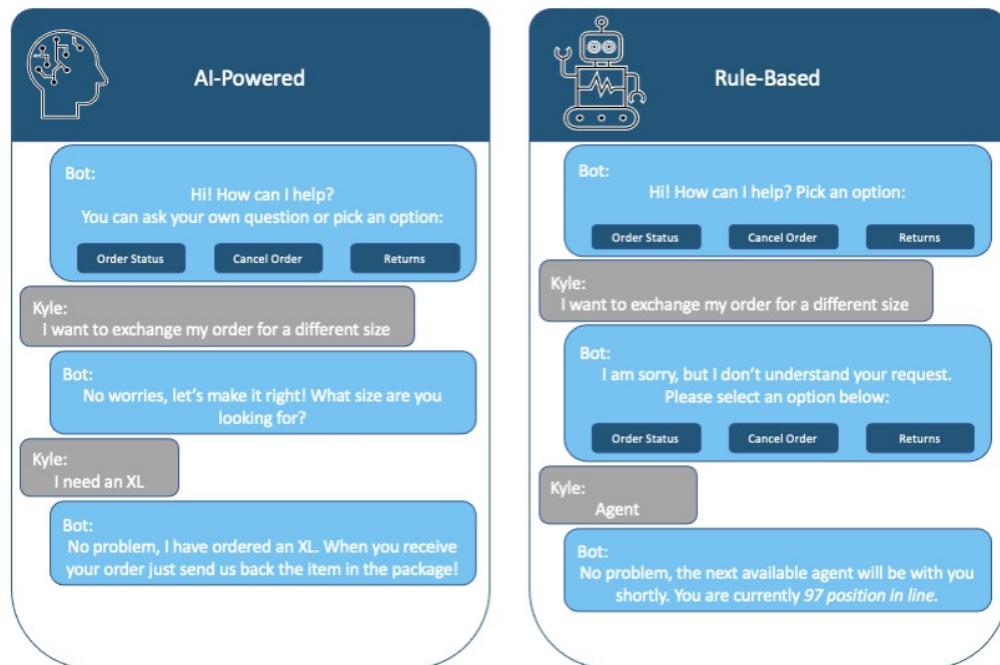 AI-Powered
Bot:
Hi! How can I help?
You can ask your own question or pick an option:
Order Status
Cancel Order
Returns
Kyle:
I want to exchange my order for a different size
Bot:
No worries, let’s make it right! What size are you
looking for?
Kyle:
I need an XL
Bot:
No problem, I have ordered an XL. When you receive
your order just send us back the item in the package!
Rule-Based
Bot:
Hi! How can I help? Pick an option:
Order Status
Cancel Order
Returns
Kyle:
I want to exchange my order for a different size
Bot:
I am sorry, but I don’t understand your request.
Please select an option below:
Order Status
Cancel Order
Returns
Kyle:
Agent
Bot:
No problem, the next available agent will be with you
shortly. You are currently 97 position in line.